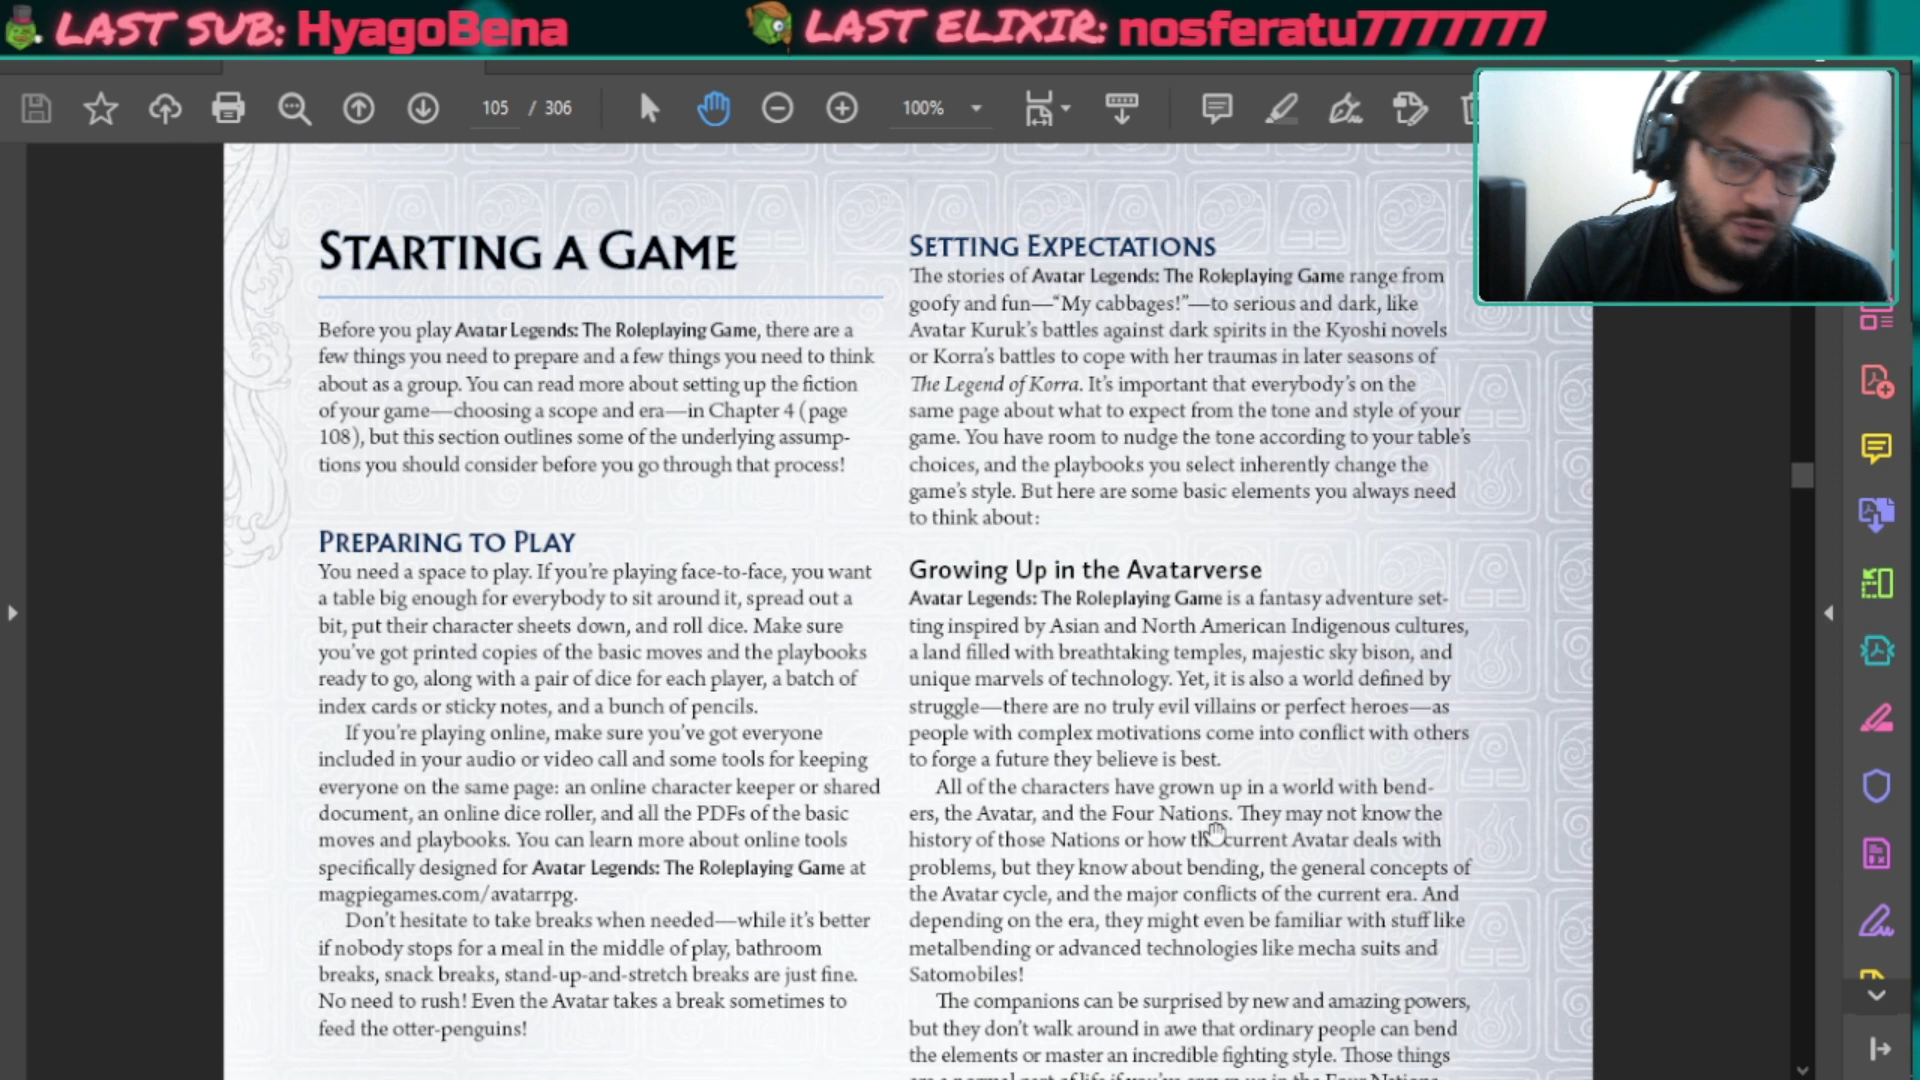 LAST SUB: HyagoBena
LAST ELIXIR: nosferatu7777777
105 / 306
100%
STARTING A GAME
Before you play Avatar Legends: The Roleplaying Game, there are a
few things you need to prepare and a few things you need to think
about as a group. You can read more about setting up the fiction
of your game—choosing a scope and era—in Chapter 4 (page
108), but this section outlines some of the underlying assump-
tions you should consider before you go through that process!
PREPARING TO PLAY
You need a space to play. If you're playing face-to-face, you want
a table big enough for everybody to sit around it, spread out a
bit, put their character sheets down, and roll dice. Make sure
you've got printed copies of the basic moves and the playbooks
ready to go, along with a pair of dice for each player, a batch of
index cards or sticky notes, and a bunch of pencils.
If you're playing online, make sure you've got everyone
included in your audio or video call and some tools for keeping
everyone on the same page: an online character keeper or shared
document, an online dice roller, and all the PDFs of the basic
moves and playbooks. You can learn more about online tools
specifically designed for Avatar Legends: The Roleplaying Game at
magpiegames.com/avatarrpg.
Don't hesitate to take breaks when needed—while it's better
if nobody stops for a meal in the middle of play, bathroom
breaks, snack breaks, stand-up-and-stretch breaks are just fine.
No need to rush! Even the Avatar takes a break sometimes to
feed the otter-penguins!
SETTING EXPECTATIONS
The stories of Avatar Legends: The Roleplaying Game range from
goofy and fun—“My cabbages!”—to serious and dark, like
Avatar Kuruk's battles against dark spirits in the Kyoshi novels
or Korra's battles to cope with her traumas in later seasons of
The Legend of Korra. It's important that everybody's on the
same page about what to expect from the tone and style of your
game. You have room to nudge the tone according to your table's
choices, and the playbooks you select inherently change the
game's style. But here are some basic elements you always need
to think about:
Growing Up in the Avatarverse
Avatar Legends: The Roleplaying Game is a fantasy adventure set-
ting inspired by Asian and North American Indigenous cultures,
a land filled with breathtaking temples, majestic sky bison, and
unique marvels of technology. Yet, it is also a world defined by
struggle—there are no truly evil villains or perfect heroes—as
people with complex motivations come into conflict with others
to forge a future they believe is best.
All of the characters have grown up in a world with bend-
ers, the Avatar, and the Four Nations. They may not know the
history of those Nations or how the current Avatar deals with
problems, but they know about bending, the general concepts of
the Avatar cycle, and the major conflicts of the current era. And
depending on the era, they might even be familiar with stuff like
metalbending or advanced technologies like mecha suits and
Satomobiles!
The companions can be surprised by new and amazing powers,
but they don't walk around in awe that ordinary people can bend
the elements or master an incredible fighting style. Those things